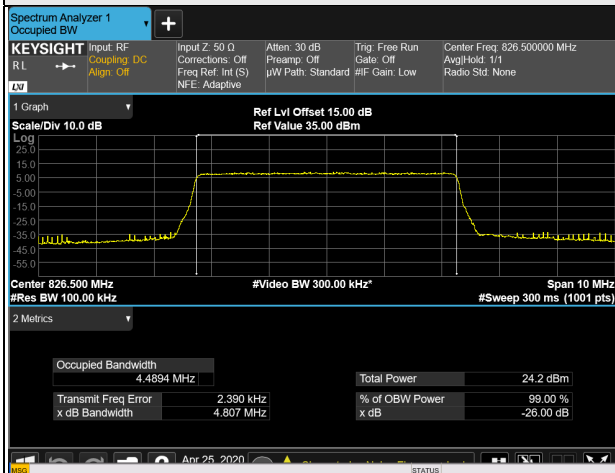 Spectrum Analyzer 1
Occupied BW
KEYSIGHT
R L
LXI
Input: RF
Coupling: DC
Align: Off
Input Z: 50 Ω
Corrections: Off
Freq Ref: Int (S)
NFE: Adaptive
Atten: 30 dB
Preamp: Off
µW Path: Standard
Trig: Free Run
Gate: Off
#IF Gain: Low
Center Freq: 826.500000 MHz
Avg|Hold: 1/1
Radio Std: None
1 Graph
Scale/Div 10.0 dB
Ref Lvl Offset 15.00 dB
Ref Value 35.00 dBm
Log
25.0
15.0
5.00
-5.00
-15.0
-25.0
-35.0
-45.0
-55.0
Center 826.500 MHz
#Res BW 100.00 kHz
#Video BW 300.00 kHz*
Span 10 MHz
#Sweep 300 ms (1001 pts)
2 Metrics
Occupied Bandwidth
4.4894 MHz
Transmit Freq Error 2.390 kHz
x dB Bandwidth 4.807 MHz
Total Power 24.2 dBm
% of OBW Power 99.00 %
x dB -26.00 dB
Apr 25, 2020
MSG
STATUS